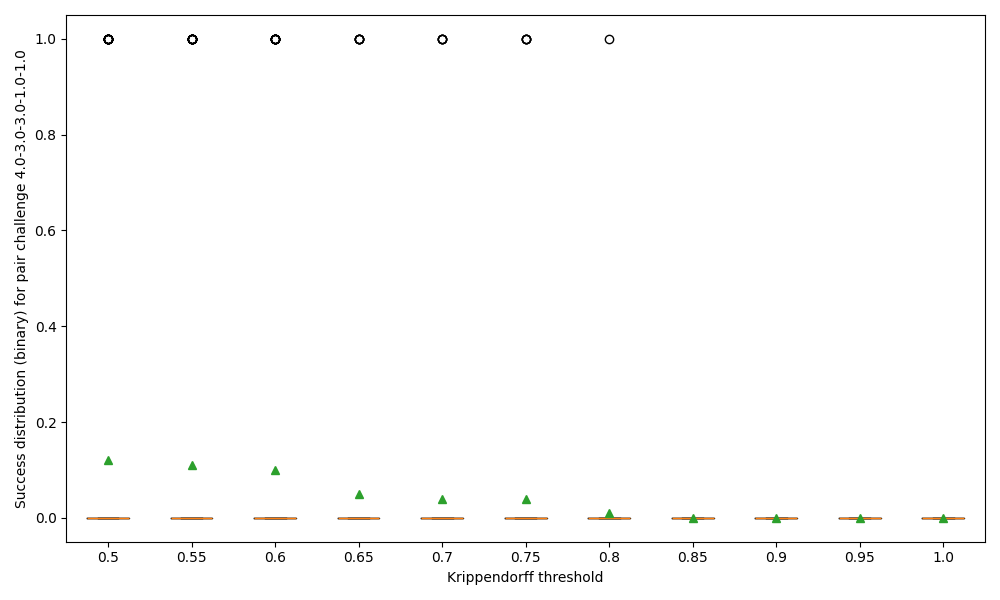 Success distribution (binary) for pair challenge 4.0-3.0-3.0-1.0-1.0
1.0
0.8
0.6
0.4
0.2
0.0
0.5 0.55 0.6 0.65 0.7 0.75 0.8 0.85 0.9 0.95 1.0
Krippendorff threshold